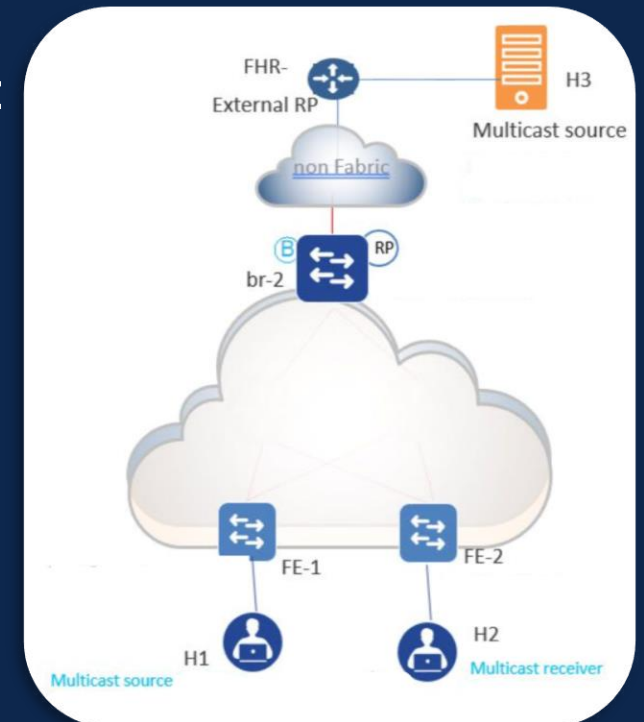 FHR-
External RP
H3
Multicast source
non Fabric
B
RP
br-2
FE-1
FE-2
H1
Multicast source
H2
Multicast receiver